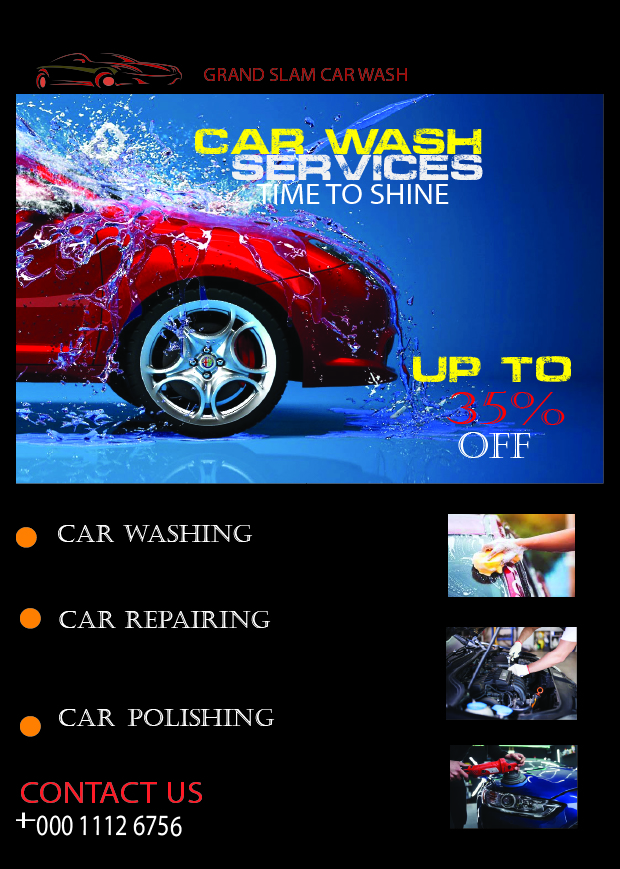 GRAND SLAM CAR WASH
CAR WASH
SERVICES
TIME TO SHINE
UP TO
35%
OFF
CAR WASHING
CAR REPAIRING
CAR POLISHING
CONTACT US
+000 1112 6756